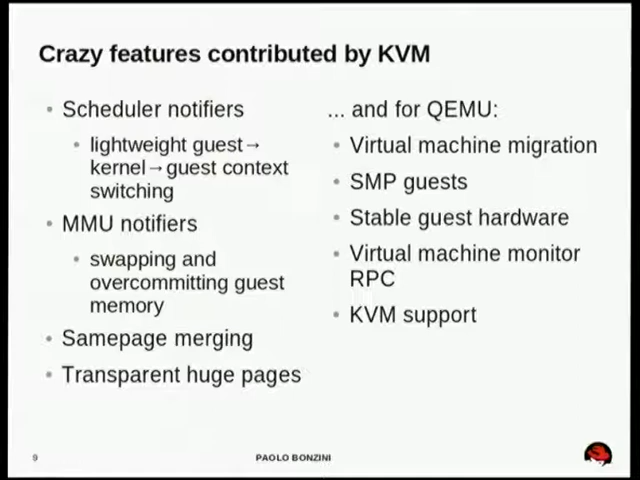 Crazy features contributed by KVM
• Scheduler notifiers
• lightweight guest→
kernel→guest context
switching
• MMU notifiers
• swapping and
overcommitting guest
memory
• Samepage merging
• Transparent huge pages
... and for QEMU:
• Virtual machine migration
• SMP guests
• Stable guest hardware
• Virtual machine monitor
RPC
• KVM support
9
PAOLO BONZINI